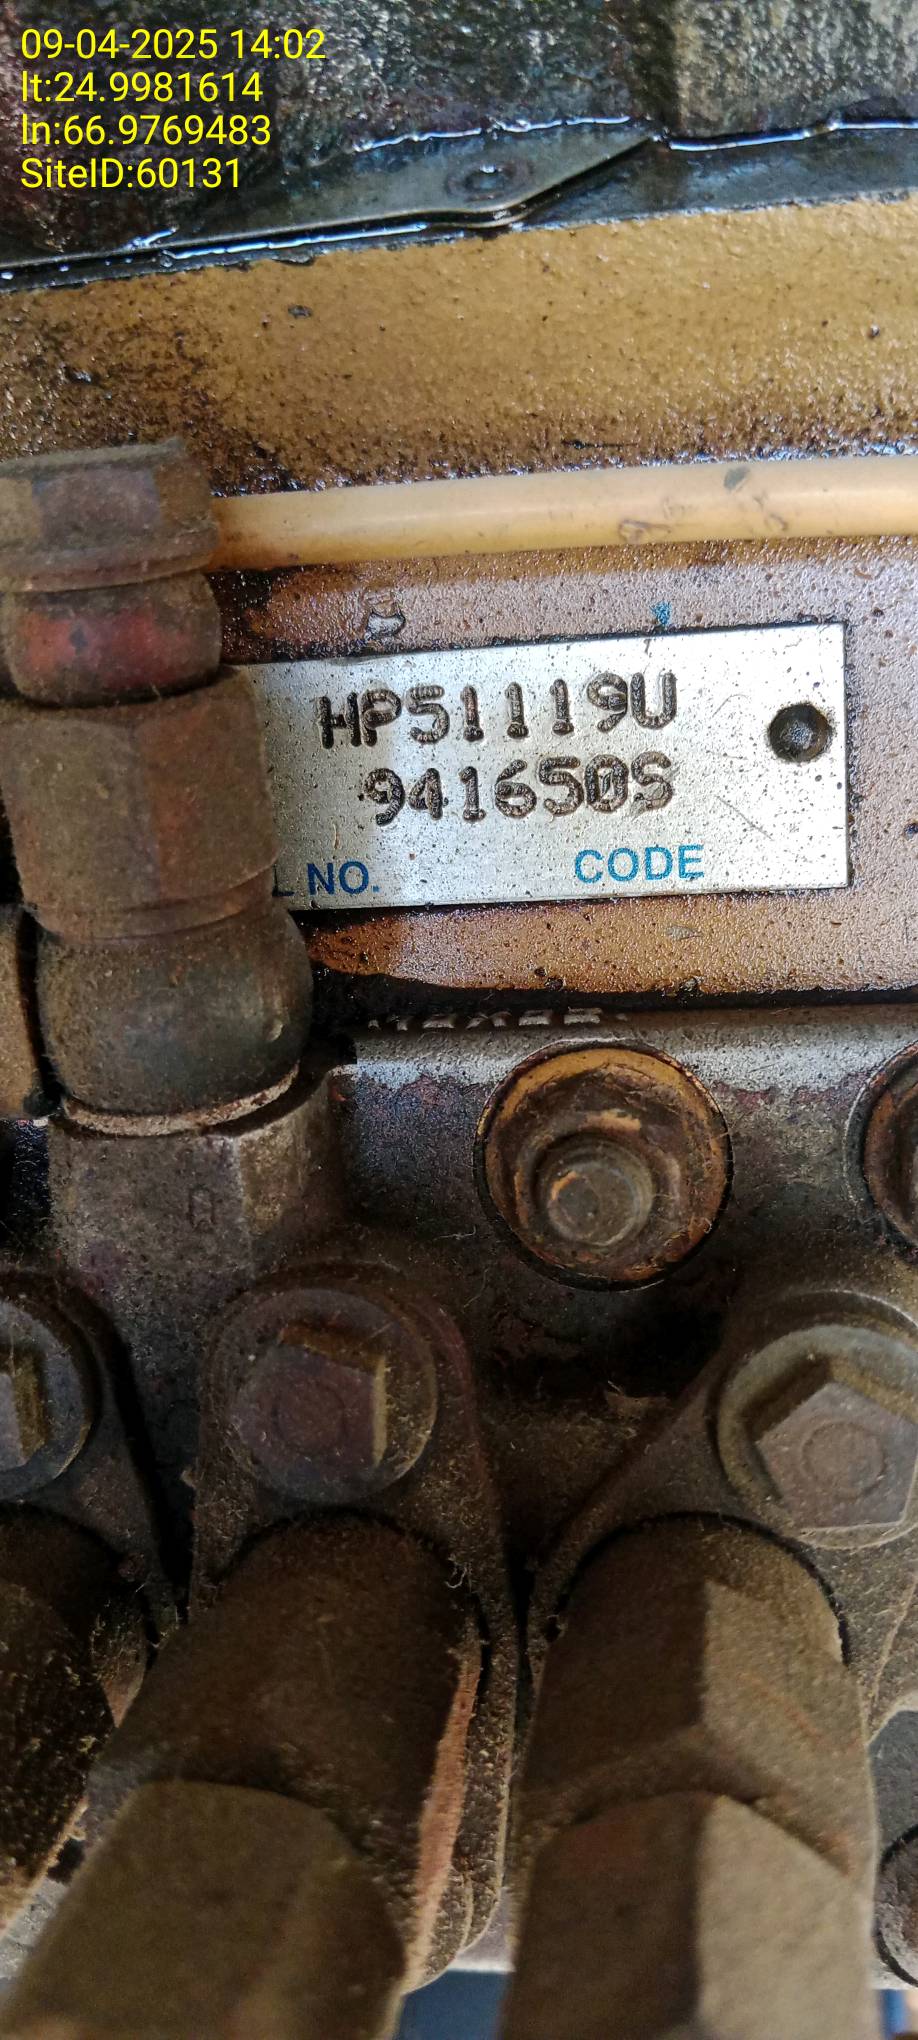 09-04-2025 14:02
lt:24.9981614
ln:66.9769483
SiteID:60131
HP51119U
941650S
L NO. CODE